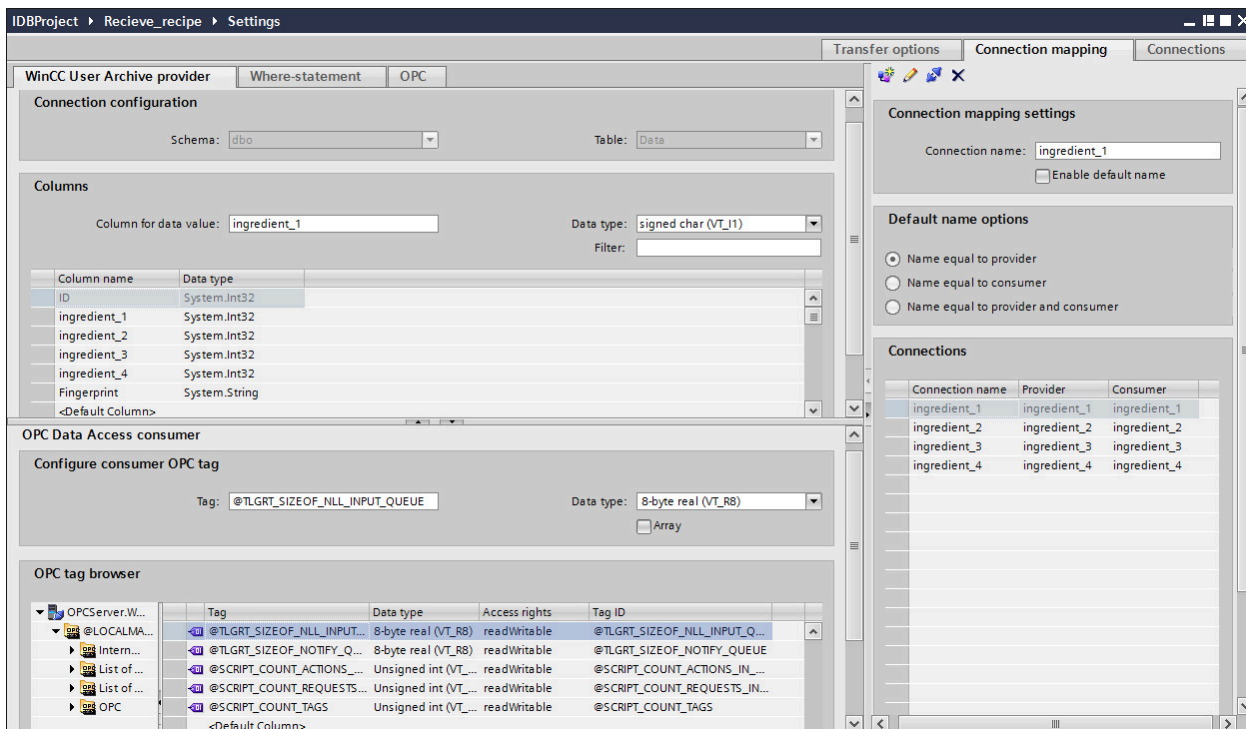 IDBProject ▸ Recieve_recipe ▸ Settings
Transfer options Connection mapping Connections
WinCC User Archive provider Where-statement OPC
Connection configuration
Schema: dbo Table: Data
Columns
Column for data value: ingredient_1 Data type: signed char (VT_I1)
Filter:
Column name Data type
ID System.Int32
ingredient_1 System.Int32
ingredient_2 System.Int32
ingredient_3 System.Int32
ingredient_4 System.Int32
Fingerprint System.String
<Default Column>
OPC Data Access consumer
Configure consumer OPC tag
Tag: @TLGRT_SIZEOF_NLL_INPUT_QUEUE Data type: 8-byte real (VT_R8)
Array
OPC tag browser
OPCServer.W...
@LOCALMA...
Intern...
List of ...
List of ...
OPC
Tag Data type Access rights Tag ID
@TLGRT_SIZEOF_NLL_INPUT... 8-byte real (VT_R8) readWritable @TLGRT_SIZEOF_NLL_INPUT_Q...
@TLGRT_SIZEOF_NOTIFY_Q... 8-byte real (VT_R8) readWritable @TLGRT_SIZEOF_NOTIFY_QUEUE
@SCRIPT_COUNT_ACTIONS_... Unsigned int (VT_... readWritable @SCRIPT_COUNT_ACTIONS_IN_...
@SCRIPT_COUNT_REQUESTS... Unsigned int (VT_... readWritable @SCRIPT_COUNT_REQUESTS_IN...
@SCRIPT_COUNT_TAGS Unsigned int (VT_... readWritable @SCRIPT_COUNT_TAGS
<Default Column>
Connection mapping settings
Connection name: ingredient_1
Enable default name
Default name options
Name equal to provider
Name equal to consumer
Name equal to provider and consumer
Connections
Connection name Provider Consumer
ingredient_1 ingredient_1 ingredient_1
ingredient_2 ingredient_2 ingredient_2
ingredient_3 ingredient_3 ingredient_3
ingredient_4 ingredient_4 ingredient_4